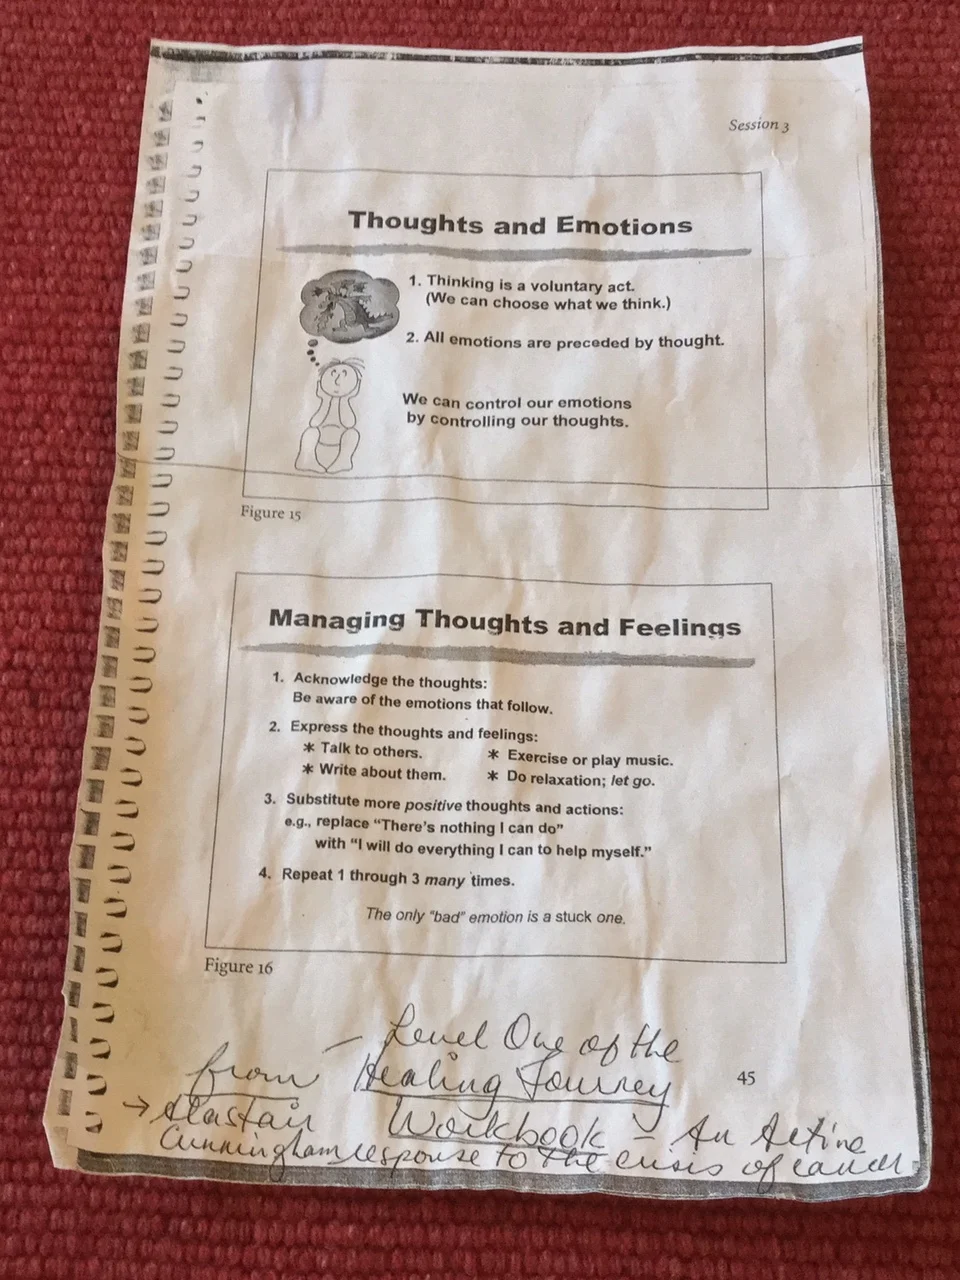 Session 3
Thoughts and Emotions
1. Thinking is a voluntary act.
(We can choose what we think.)
2. All emotions are preceded by thought.
We can control our emotions
by controlling our thoughts.
Figure 15
Managing Thoughts and Feelings
1. Acknowledge the thoughts:
Be aware of the emotions that follow.
2. Express the thoughts and feelings:
* Talk to others. * Exercise or play music.
* Write about them. * Do relaxation; let go.
3. Substitute more positive thoughts and actions:
e.g., replace “There’s nothing I can do”
with “I will do everything I can to help myself.”
4. Repeat 1 through 3 many times.
The only “bad” emotion is a stuck one.
Figure 16
– Level One of the
from Healing Journey
45
→ Alastair Workbook – An Active
Cunningham response to the crisis of cancer